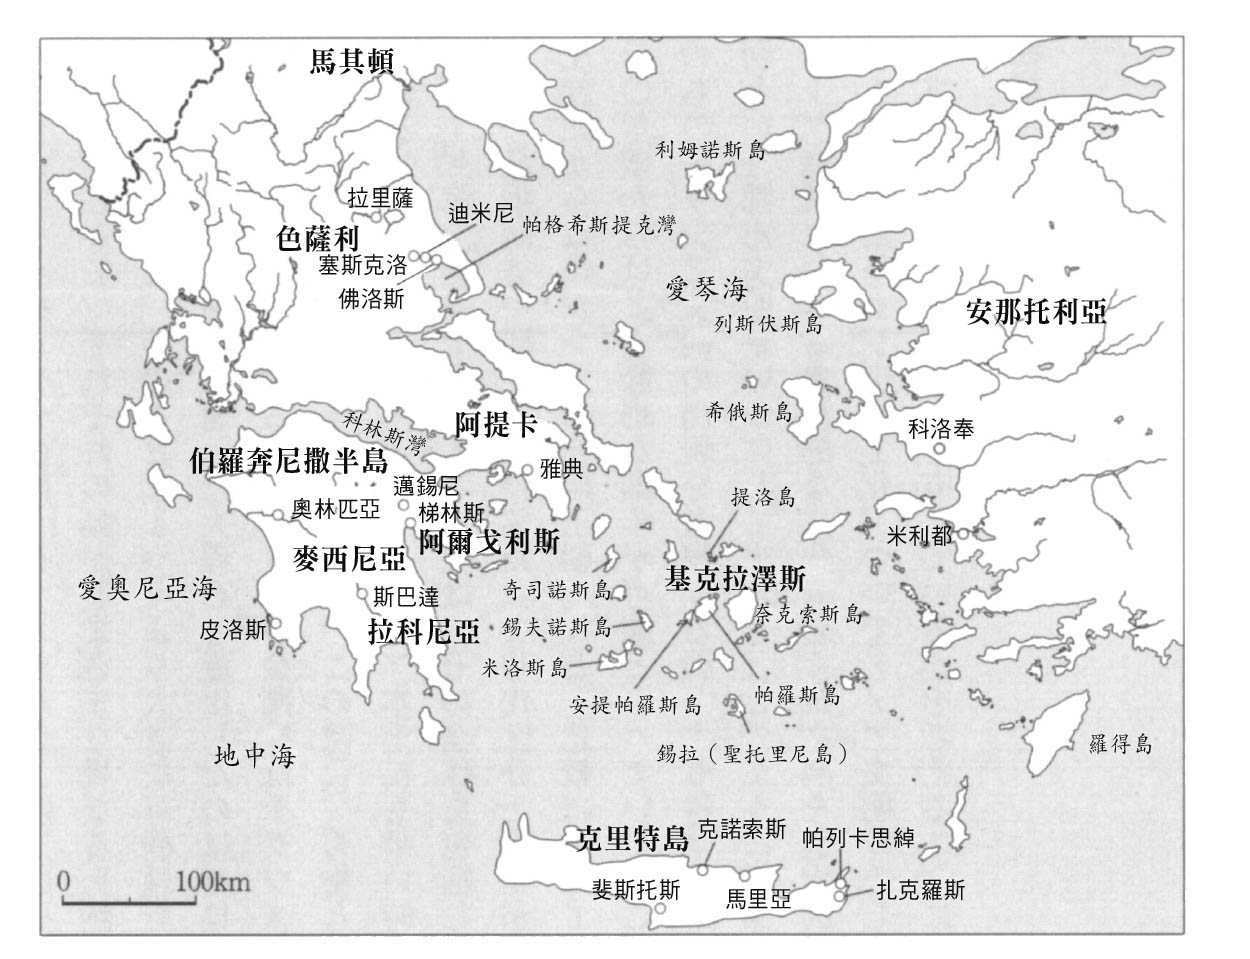 馬其頓
利姆諾斯島
拉里薩
迪米尼
帕格希斯提克灣
色薩利
塞斯克洛
佛洛斯
愛琴海
列斯伏斯島
安那托利亞
希俄斯島
科林斯灣
阿提卡
科洛奉
伯羅奔尼撒半島
雅典
邁錫尼
奧林匹亞
梯林斯
提洛島
米利都
阿爾戈利斯
麥西尼亞
基克拉澤斯
愛奧尼亞海
奇司諾斯島
斯巴達
奈克索斯島
皮洛斯
拉科尼亞
錫夫諾斯島
米洛斯島
安提帕羅斯島
帕羅斯島
地中海
錫拉（聖托里尼島）
羅得島
克里特島
克諾索斯
帕列卡思綽
0 100km
斐斯托斯
馬里亞
扎克羅斯